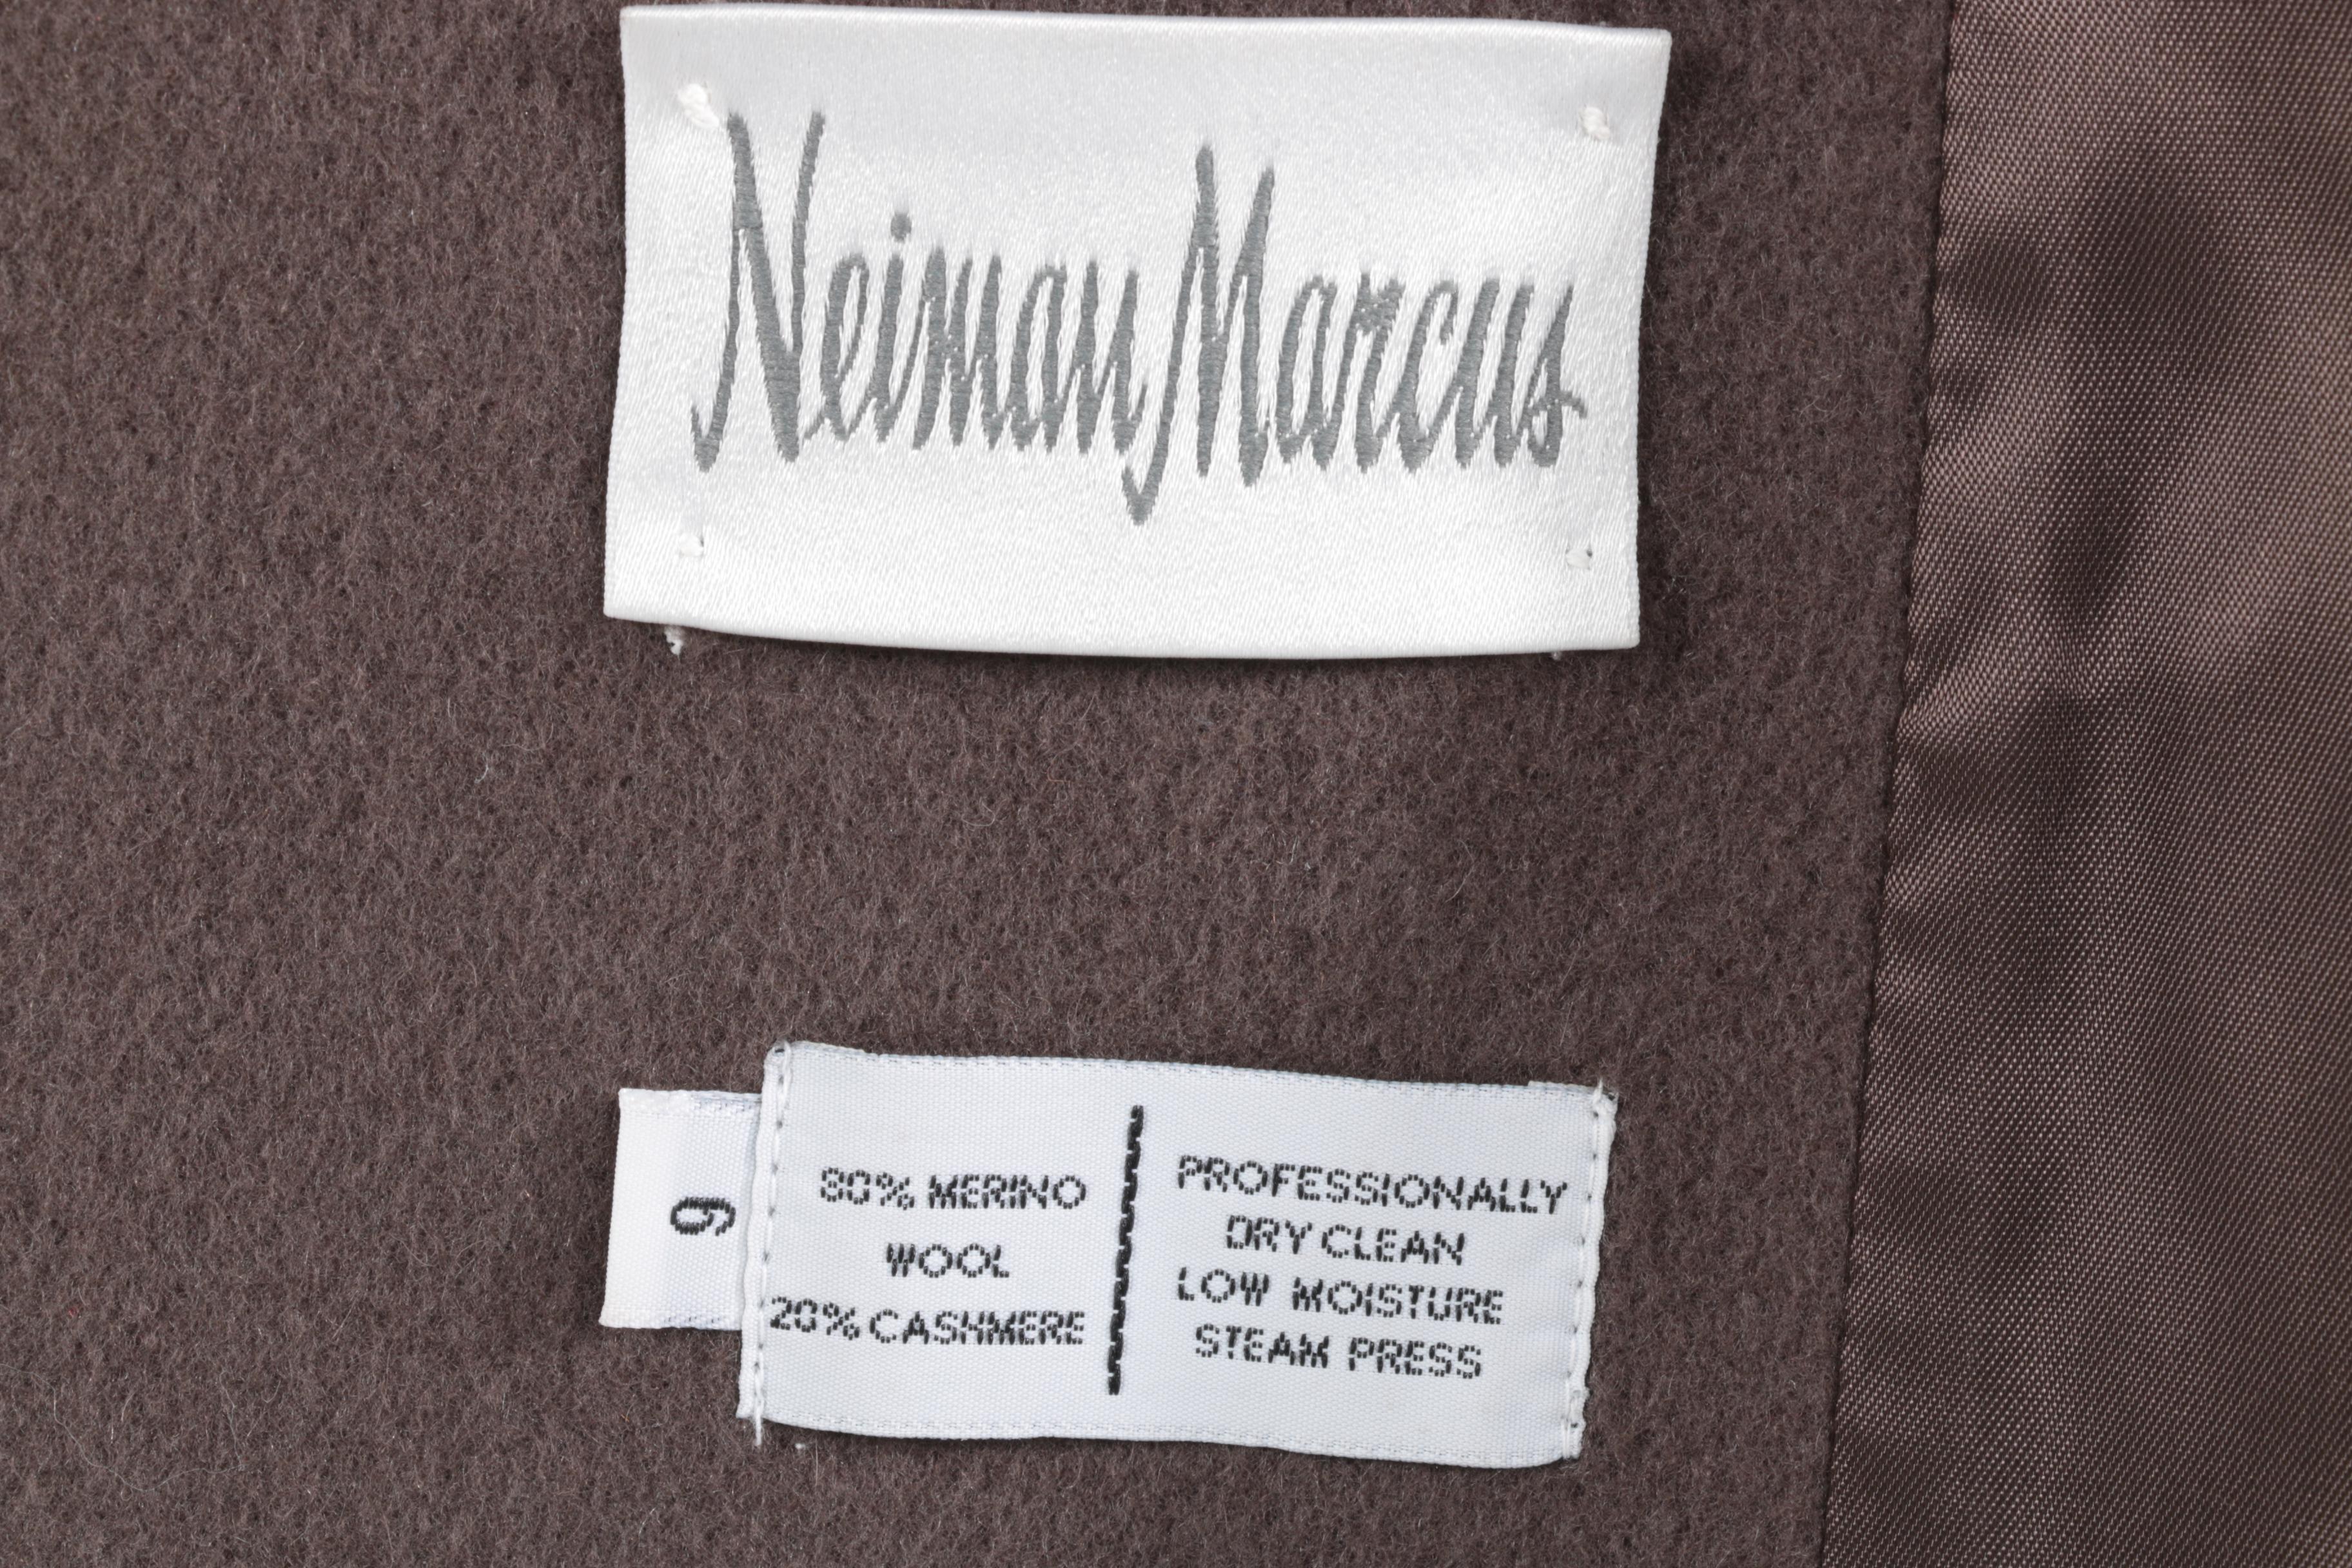 Neiman Marcus
6
80% MERINO
WOOL
20% CASHMERE
PROFESSIONALLY
DRY CLEAN
LOW MOISTURE
STEAM PRESS